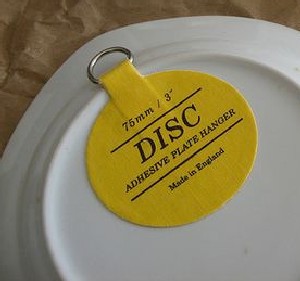 75mm / 3"
DISC
ADHESIVE PLATE HANGER
Made in England